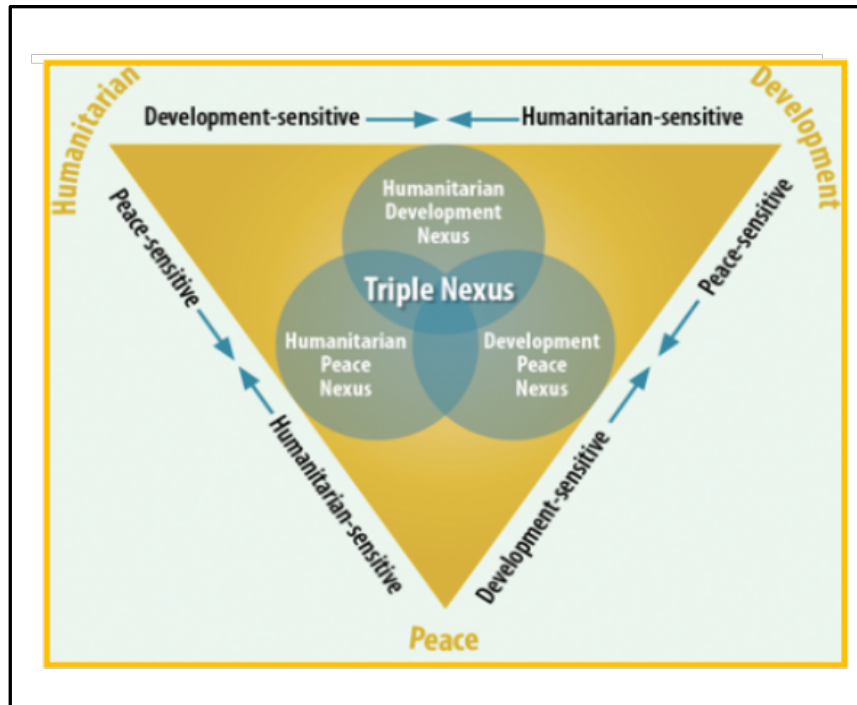 Humanitarian
Development
Development-sensitive
Humanitarian-sensitive
Peace-sensitive
Peace-sensitive
Humanitarian
Development
Nexus
Triple Nexus
Humanitarian
Peace
Nexus
Development
Peace
Nexus
Humanitarian-sensitive
Development-sensitive
Peace